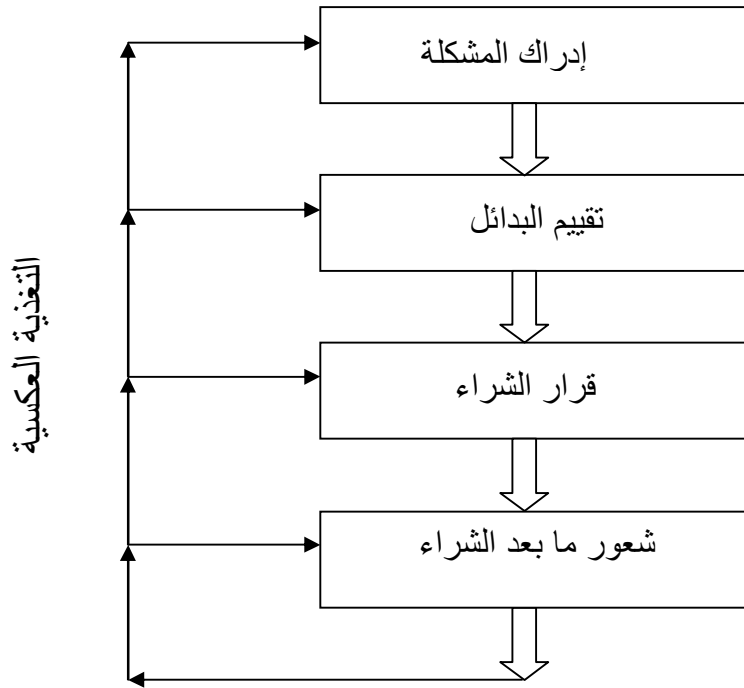 إدراك المشكلة
تقييم البدائل
قرار الشراء
شعور ما بعد الشراء
التغذية العكسية